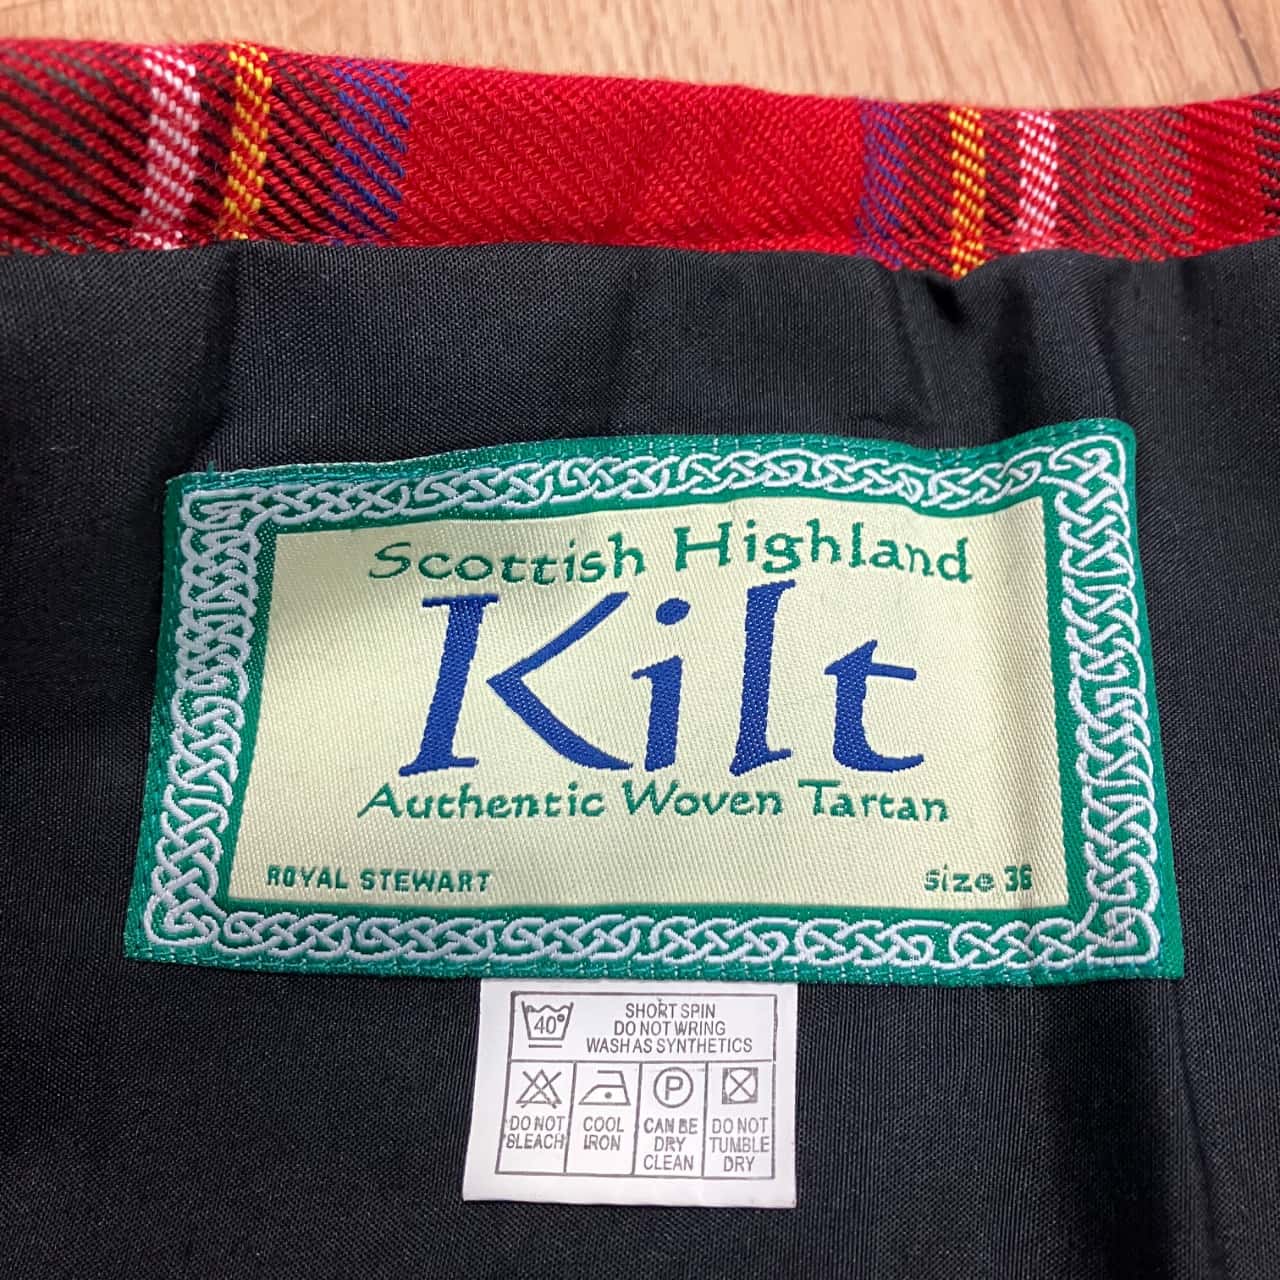 Scottish Highland
Kilt
Authentic Woven Tartan
ROYAL STEWART size 36
40°
SHORT SPIN
DO NOT WRING
WASH AS SYNTHETICS
P
DO NOT BLEACH
COOL IRON
CAN BE DRY CLEAN
DO NOT TUMBLE DRY